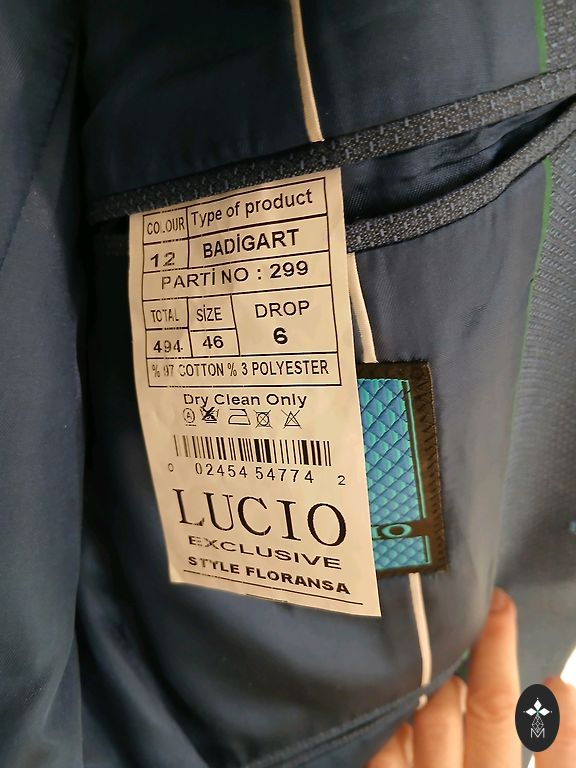 COLOUR Type of product
12 BADİGART
PARTİ NO : 299
TOTAL SİZE DROP
494 46 6
% 97 COTTON % 3 POLYESTER
Dry Clean Only
0 02454 54774 2
LUCIO
EXCLUSIVE
STYLE FLORANSA